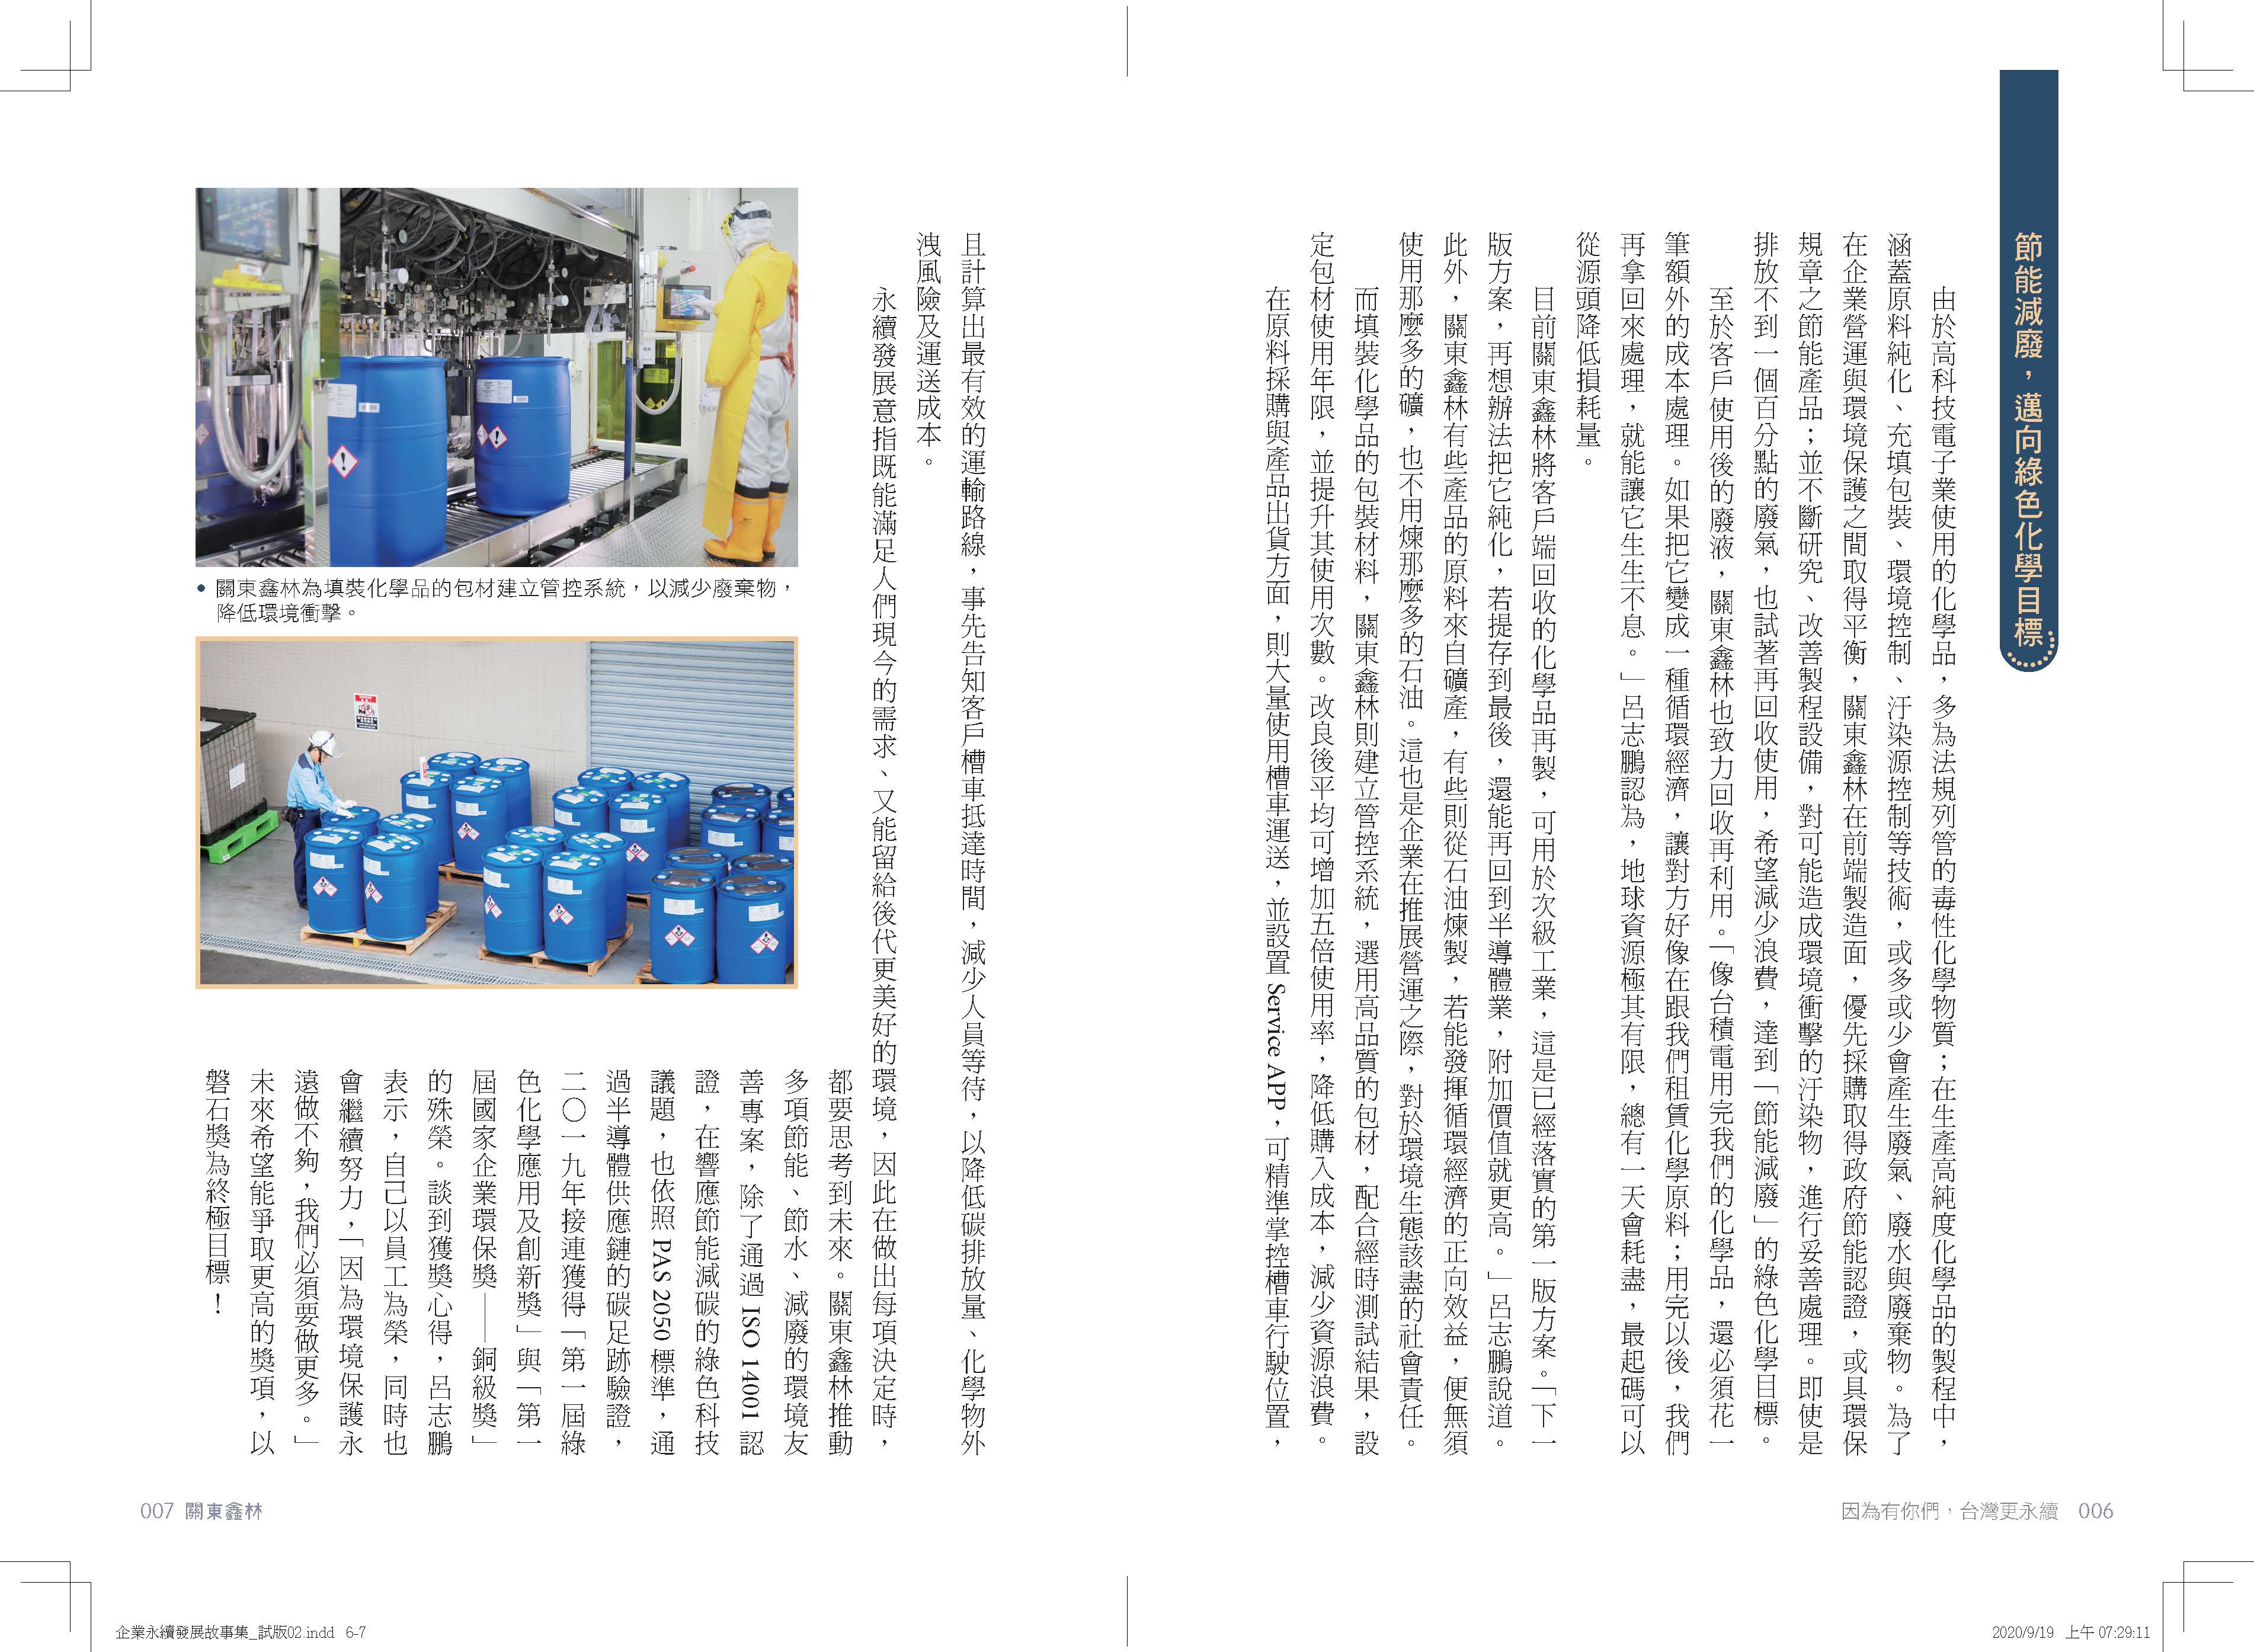 節能減廢，邁向綠色化學目標
由於高科技電子業使用的化學品，多為法規列管的毒性化學物質；在生產高純度化學品的製程中，
涵蓋原料純化、充填包裝、環境控制、汙染源控制等技術，或多或少會產生廢氣、廢水與廢棄物。為了
在企業營運與環境保護之間取得平衡，關東鑫林在前端製造面，優先採購取得政府節能認證，或具環保
規章之節能產品；並不斷研究、改善製程設備，對可能造成環境衝擊的汙染物，進行妥善處理。即使是
排放不到一個百分點的廢氣，也試著再回收使用，希望減少浪費，達到「節能減廢」的綠色化學目標。
至於客戶使用後的廢液，關東鑫林也致力回收再利用。「像台積電用完我們的化學品，還必須花一
筆額外的成本處理。如果把它變成一種循環經濟，讓對方好像在跟我們租賃化學原料；用完以後，我們
再拿回來處理，就能讓它生生不息。」呂志鵬認為，地球資源極其有限，總有一天會耗盡，最起碼可以
從源頭降低損耗量。
目前關東鑫林將客戶端回收的化學品再製，可用於次級工業，這是已經落實的第一版方案。「下一
版方案，再想辦法把它純化，若提存到最後，還能再回到半導體業，附加價值就更高。」呂志鵬說道。
此外，關東鑫林有些產品的原料來自礦產，有些則從石油煉製，若能發揮循環經濟的正向效益，便無須
使用那麼多的礦，也不用煉那麼多的石油。這也是企業在推展營運之際，對於環境生態該盡的社會責任。
而填裝化學品的包裝材料，關東鑫林則建立管控系統，選用高品質的包材，配合經時測試結果，設
定包材使用年限，並提升其使用次數。改良後平均可增加五倍使用率，降低購入成本，減少資源浪費。
在原料採購與產品出貨方面，則大量使用槽車運送，並設置 Service APP，可精準掌控槽車行駛位置，
因為有你們，台灣更永續 006
且計算出最有效的運輸路線，事先告知客戶槽車抵達時間，減少人員等待，以降低碳排放量、化學物外
洩風險及運送成本。
永續發展意指既能滿足人們現今的需求、又能留給後代更美好的環境，因此在做出每項決定時，
都要思考到未來。關東鑫林推動
多項節能、節水、減廢的環境友
善專案，除了通過 ISO 14001 認
證，在響應節能減碳的綠色科技
議題，也依照 PAS 2050 標準，通
過半導體供應鏈的碳足跡驗證，
二〇一九年接連獲得「第一屆綠
色化學應用及創新獎」與「第一
屆國家企業環保獎——銅級獎」
的殊榮。談到獲獎心得，呂志鵬
表示，自己以員工為榮，同時也
會繼續努力，「因為環境保護永
遠做不夠，我們必須要做更多。」
未來希望能爭取更高的獎項，以
磐石獎為終極目標！
• 關東鑫林為填裝化學品的包材建立管控系統，以減少廢棄物，
降低環境衝擊。
007 關東鑫林
企業永續發展故事集_試版02.indd 6-7
2020/9/19 上午 07:29:11